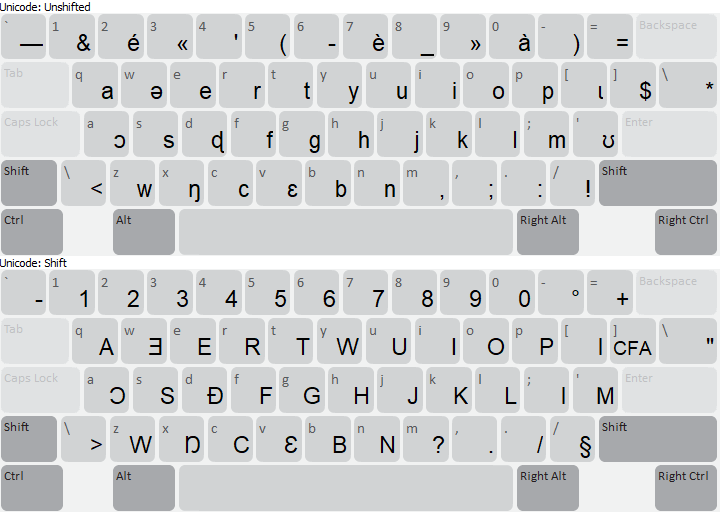 Unicode: Unshifted
` — 1 & 2 é 3 « 4 ' 5 ( 6 - 7 è 8 _ 9 » 0 à - ) = = Backspace
Tab q a w ə e e r r t t y y u u i i o o p p [ ɩ ] $ \ *
Caps Lock a ɔ s s d ɖ f f g g h h j j k k l l ; m ' ʊ Enter
Shift \ < z w x ŋ c c v ɛ b b n n m , , ; . : / ! Shift
Ctrl Alt Right Alt Right Ctrl
Unicode: Shift
` - 1 1 2 2 3 3 4 4 5 5 6 6 7 7 8 8 9 9 0 0 - ° = + Backspace
Tab q A w Ǝ e E r R t T y W u U i I o O p P [ I ] CFA \ "
Caps Lock a Ɔ s S d Ɖ f F g G h H j J k K l L ; I ' M Enter
Shift \ > z W x Ŋ c C v Ɛ b B n N m ? , . . / / § Shift
Ctrl Alt Right Alt Right Ctrl